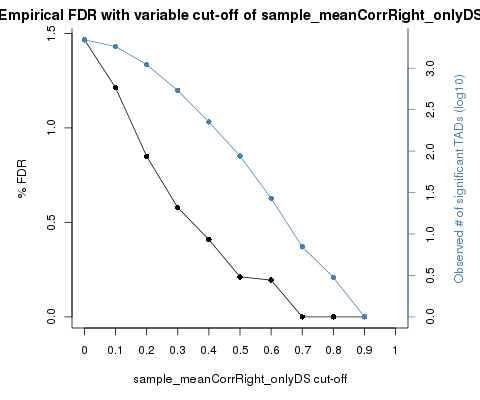 Empirical FDR with variable cut-off of sample_meanCorrRight_onlyDS
1.5
1.0
0.5
0.0
% FDR
3.0
2.5
2.0
1.5
1.0
0.5
0.0
Observed # of significant TADs (log10)
0 0.1 0.2 0.3 0.4 0.5 0.6 0.7 0.8 0.9 1
sample_meanCorrRight_onlyDS cut-off